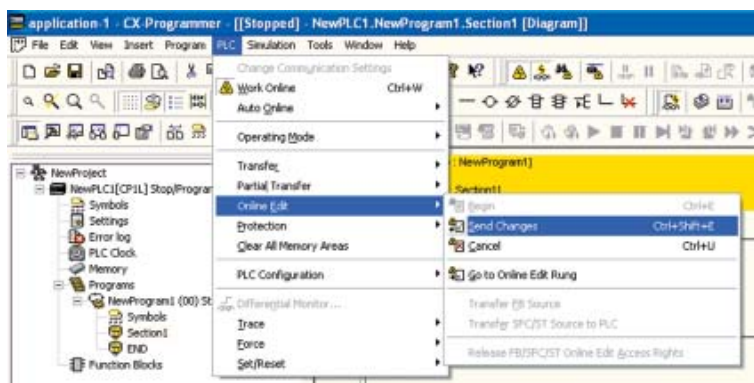 application-1 - CX-Programmer - [[Stopped] - NewPLC1.NewProgram1.Section1 [Diagram]]
File Edit View Insert Program PLC Simulation Tools Window Help
Change Communication Settings
Work Online Ctrl+W
Auto Online
Operating Mode
Transfer
Partial Transfer
Online Edit
Protection
Clear All Memory Areas
PLC Configuration
Differential Monitor...
Trace
Force
Set/Reset
: NewProgram1]
Section1]
Begin Ctrl+E
Send Changes Ctrl+Shift+E
Cancel Ctrl+U
Go to Online Edit Rung
Transfer FB Source
Transfer SFC/ST Source to PLC
Release FB/SFC/ST Online Edit Access Rights
NewProject
NewPLC1[CP1L] Stop/Program
Symbols
Settings
Error log
PLC Clock
Memory
Programs
NewProgram1 (00) St
Symbols
Section1
END
Function Blocks